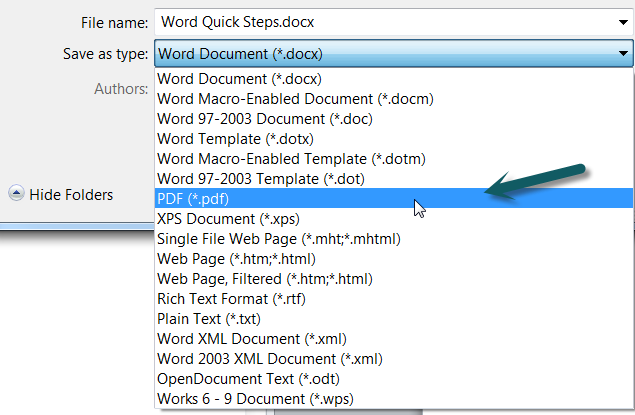 File name: Word Quick Steps.docx
Save as type: Word Document (*.docx)
Word Document (*.docx)
Authors:
Word Macro-Enabled Document (*.docm)
Word 97-2003 Document (*.doc)
Word Template (*.dotx)
Word Macro-Enabled Template (*.dotm)
Word 97-2003 Template (*.dot)
Hide Folders
PDF (*.pdf)
XPS Document (*.xps)
Single File Web Page (*.mht;*.mhtml)
Web Page (*.htm;*.html)
Web Page, Filtered (*.htm;*.html)
Rich Text Format (*.rtf)
Plain Text (*.txt)
Word XML Document (*.xml)
Word 2003 XML Document (*.xml)
OpenDocument Text (*.odt)
Works 6 - 9 Document (*.wps)